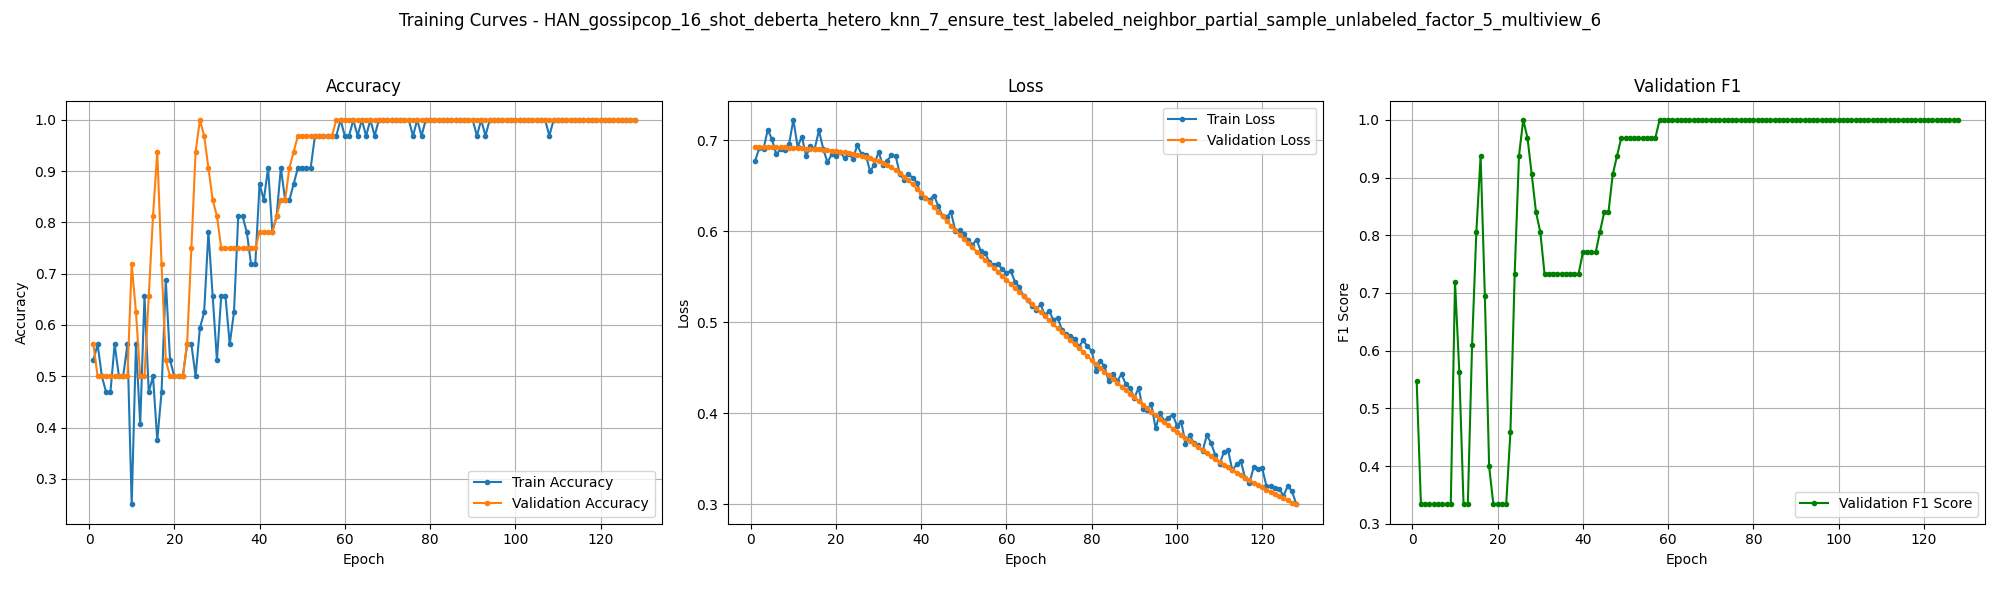 Training Curves - HAN_gossipcop_16_shot_deberta_hetero_knn_7_ensure_test_labeled_neighbor_partial_sample_unlabeled_factor_5_multiview_6
Accuracy
Accuracy
1.0
0.9
0.8
0.7
0.6
0.5
0.4
0.3
Train Accuracy
Validation Accuracy
0 20 40 60 80 100 120
Epoch
Loss
Loss
0.7
0.6
0.5
0.4
0.3
Train Loss
Validation Loss
0 20 40 60 80 100 120
Epoch
Validation F1
F1 Score
1.0
0.9
0.8
0.7
0.6
0.5
0.4
0.3
Validation F1 Score
0 20 40 60 80 100 120
Epoch